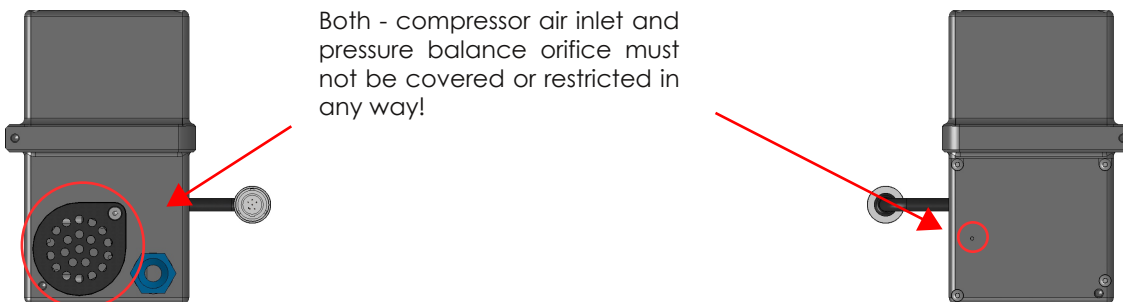 Both - compressor air inlet and
pressure balance orifice must
not be covered or restricted in
any way!